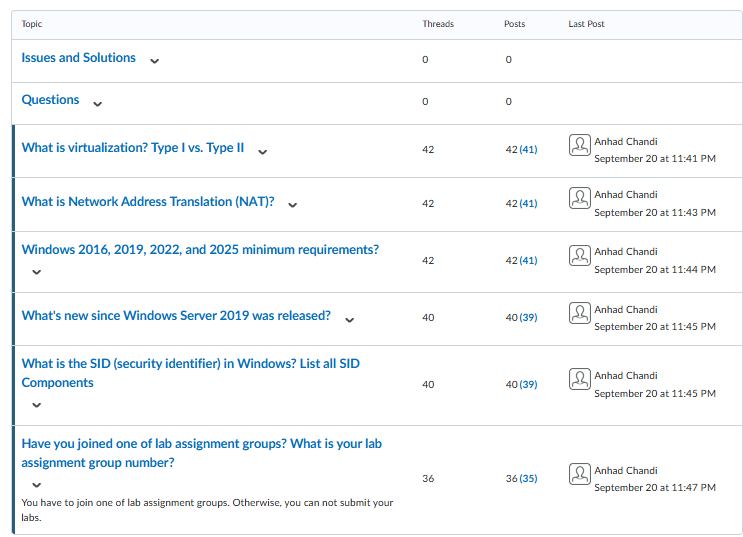 Topic Threads Posts Last Post
Issues and Solutions 0 0
Questions 0 0
What is virtualization? Type I vs. Type II 42 42 (41) Anhad Chandi
September 20 at 11:41 PM
What is Network Address Translation (NAT)? 42 42 (41) Anhad Chandi
September 20 at 11:43 PM
Windows 2016, 2019, 2022, and 2025 minimum requirements? 42 42 (41) Anhad Chandi
September 20 at 11:44 PM
What's new since Windows Server 2019 was released? 40 40 (39) Anhad Chandi
September 20 at 11:45 PM
What is the SID (security identifier) in Windows? List all SID
Components 40 40 (39) Anhad Chandi
September 20 at 11:45 PM
Have you joined one of lab assignment groups? What is your lab
assignment group number? 36 36 (35) Anhad Chandi
September 20 at 11:47 PM
You have to join one of lab assignment groups. Otherwise, you can not submit your
labs.